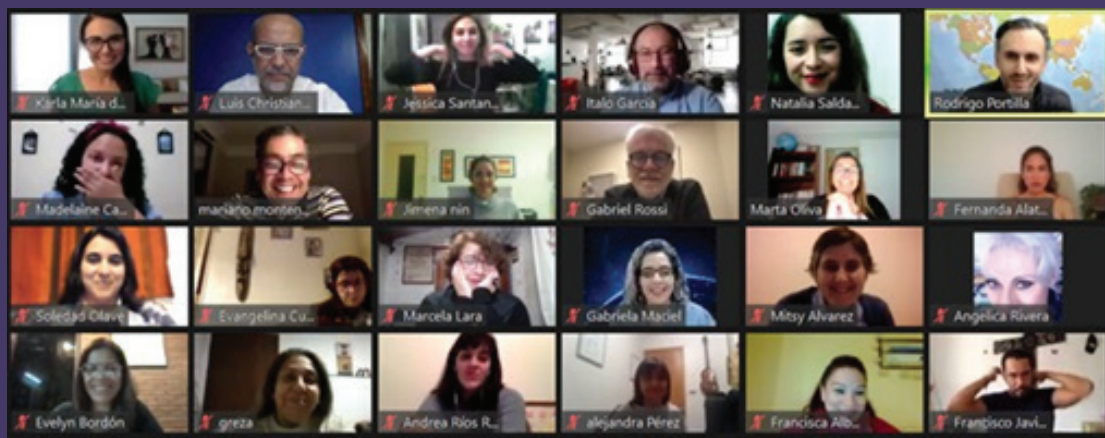 Karla María d...
Luis Christian...
Jessica Santan...
Italo Garcia
Natalia Salda...
Rodrigo Portilla
Madelaine Ca...
mariano monten...
Jimena nin
Gabriel Rossi
Marta Oliva
Fernanda Alat...
Soledad Olave
Evangelina Cu...
Marcela Lara
Gabriela Maciel
Mitsy Alvarez
Angelica Rivera
Evelyn Bordón
greza
Andrea Ríos R...
alejandra Pérez
Francisca Alb...
Francisco Javi...